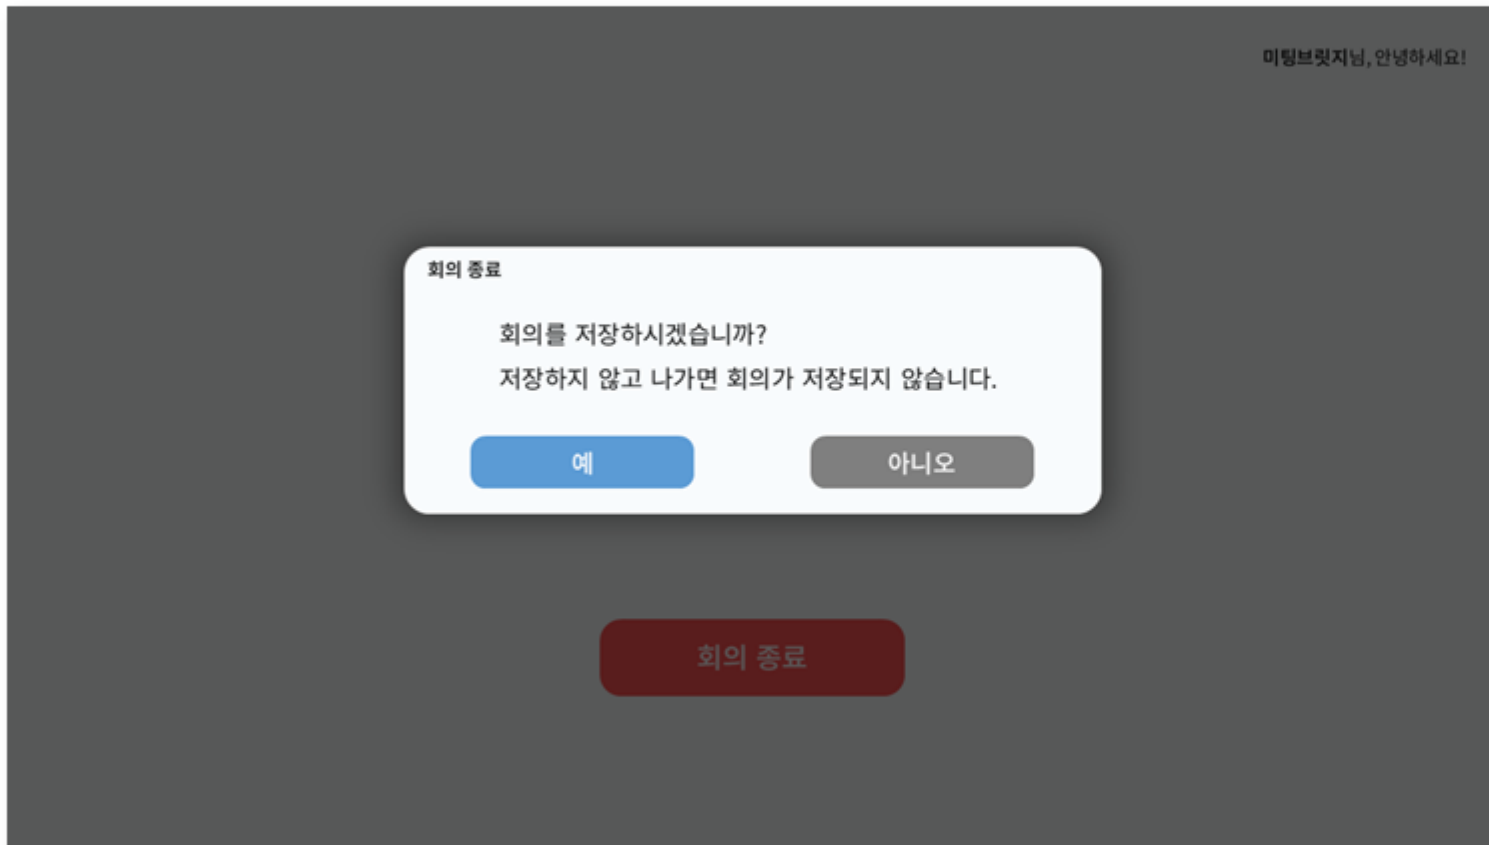 미팅브릿지님, 안녕하세요!
회의 종료
회의를 저장하시겠습니까?
저장하지 않고 나가면 회의가 저장되지 않습니다.
예
아니오
회의 종료